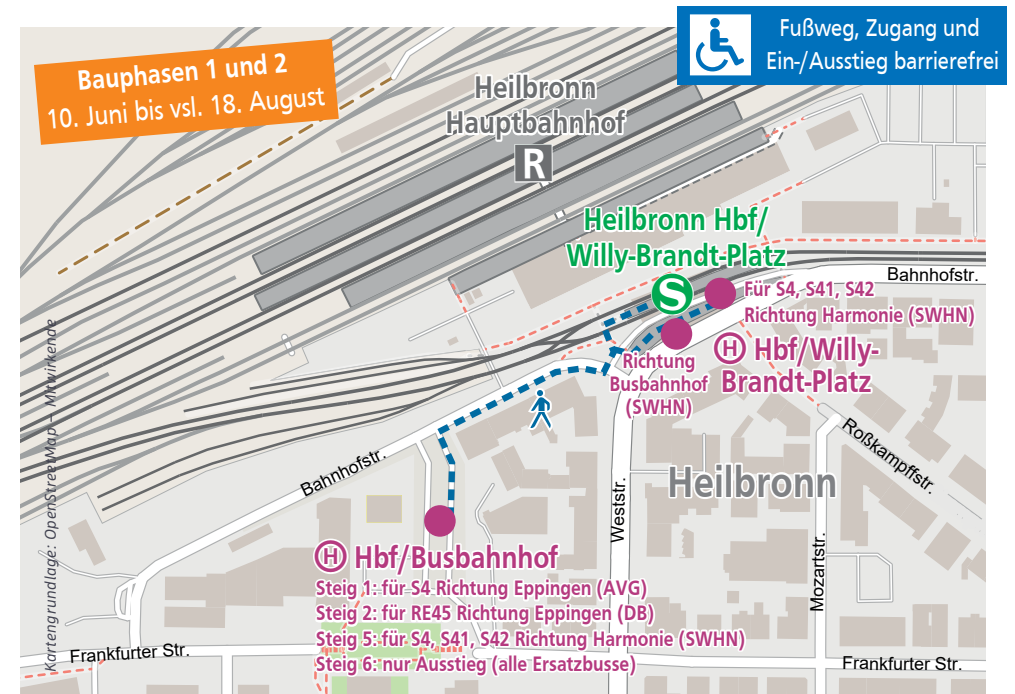 Fußweg, Zugang und
Ein-/Ausstieg barrierefrei
Bauphasen 1 und 2
10. Juni bis vsl. 18. August
Heilbronn
Hauptbahnhof
R
Heilbronn Hbf/
Willy-Brandt-Platz
S
Bahnhofstr.
Für S4, S41, S42
Richtung Harmonie (SWHN)
H Hbf/Willy-
Brandt-Platz
Richtung
Busbahnhof
(SWHN)
Roßkampffstr.
Bahnhofstr.
Heilbronn
Weststr.
Mozartstr.
H Hbf/Busbahnhof
Steig 1: für S4 Richtung Eppingen (AVG)
Steig 2: für RE45 Richtung Eppingen (DB)
Steig 5: für S4, S41, S42 Richtung Harmonie (SWHN)
Steig 6: nur Ausstieg (alle Ersatzbusse)
Frankfurter Str.
Frankfurter Str.
Kartengrundlage: OpenStreetMap – Mitwirkende